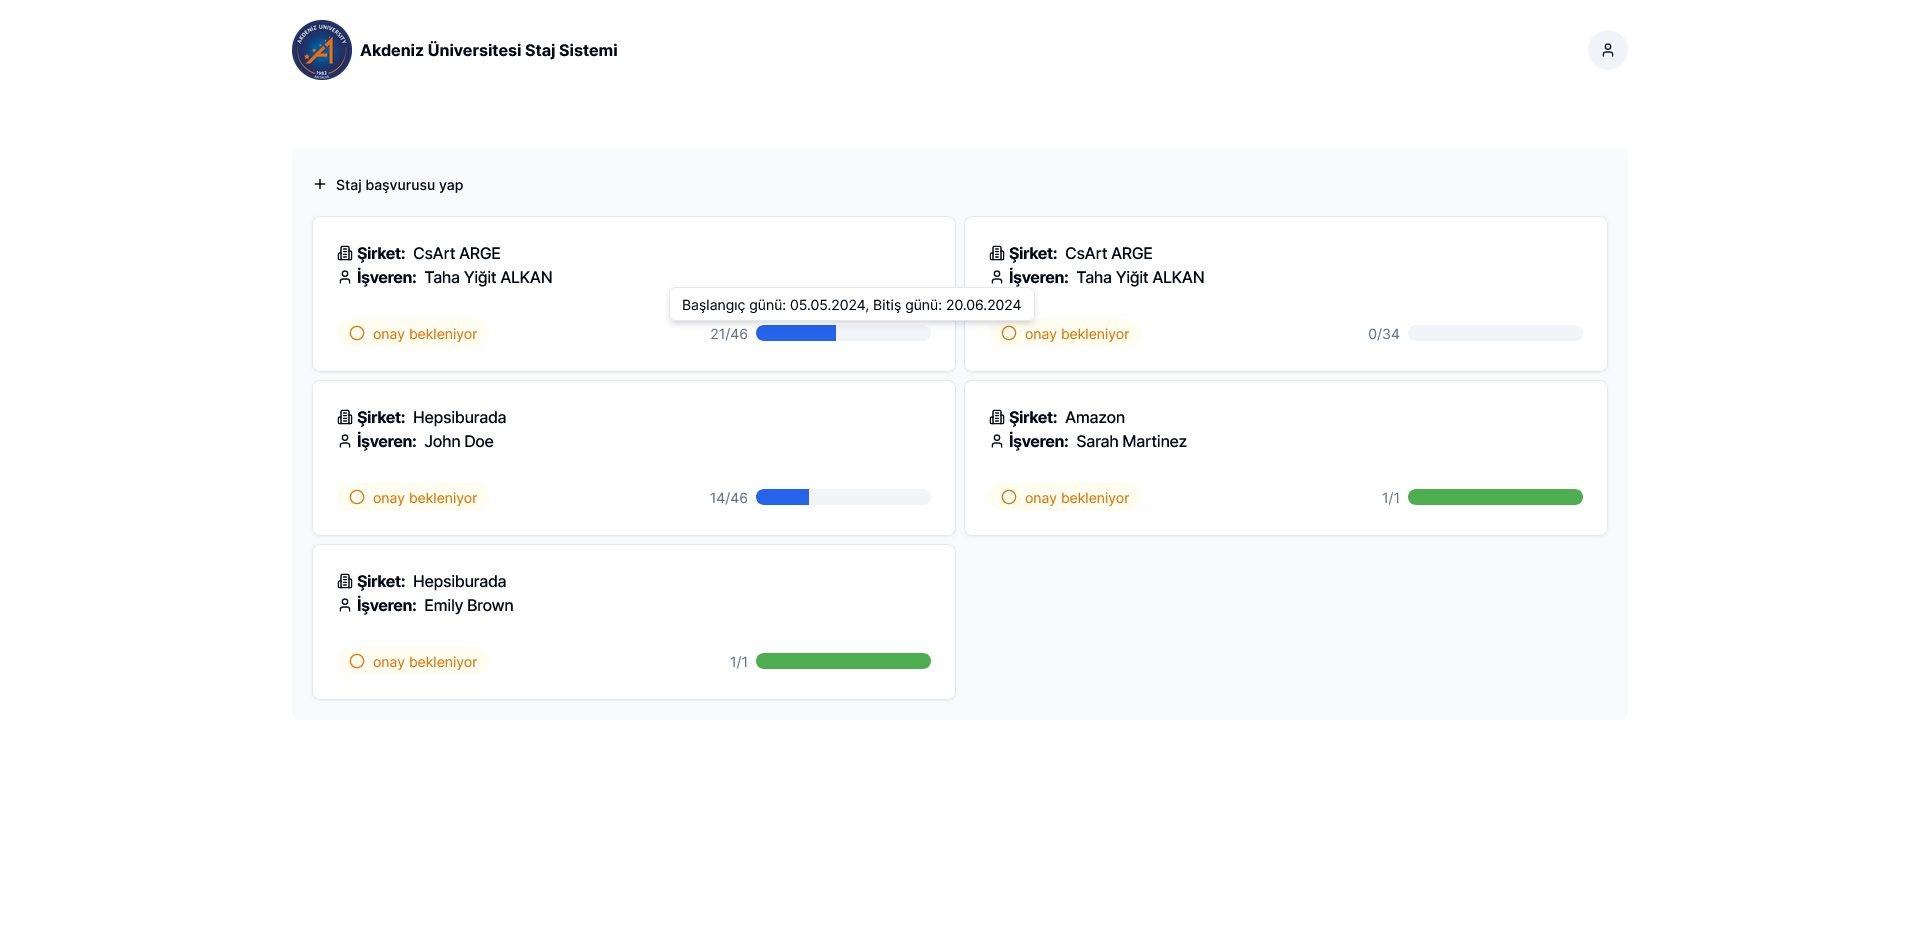 AKDENİZ UNIVERSITY
1982
ANTALYA
Akdeniz Üniversitesi Staj Sistemi
Staj başvurusu yap
Şirket: CsArt ARGE
İşveren: Taha Yiğit ALKAN
onay bekleniyor
21/46
Başlangıç günü: 05.05.2024, Bitiş günü: 20.06.2024
Şirket: CsArt ARGE
İşveren: Taha Yiğit ALKAN
onay bekleniyor
0/34
Şirket: Hepsiburada
İşveren: John Doe
onay bekleniyor
14/46
Şirket: Amazon
İşveren: Sarah Martinez
onay bekleniyor
1/1
Şirket: Hepsiburada
İşveren: Emily Brown
onay bekleniyor
1/1